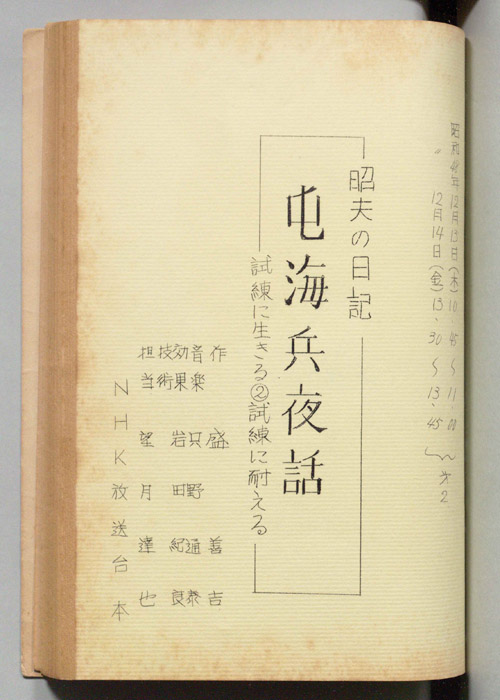 昭和48年12月13日(木)10 45〜11 00
〃 12月14日(金)13・30〜13 45
オ2
昭夫の日記
屯海兵夜話
試練に生きる②試練に耐える
作 盛 善吉
音楽 只野通泰
効果 岩田紀良
技術
担当 望月達也
NHK放送台本